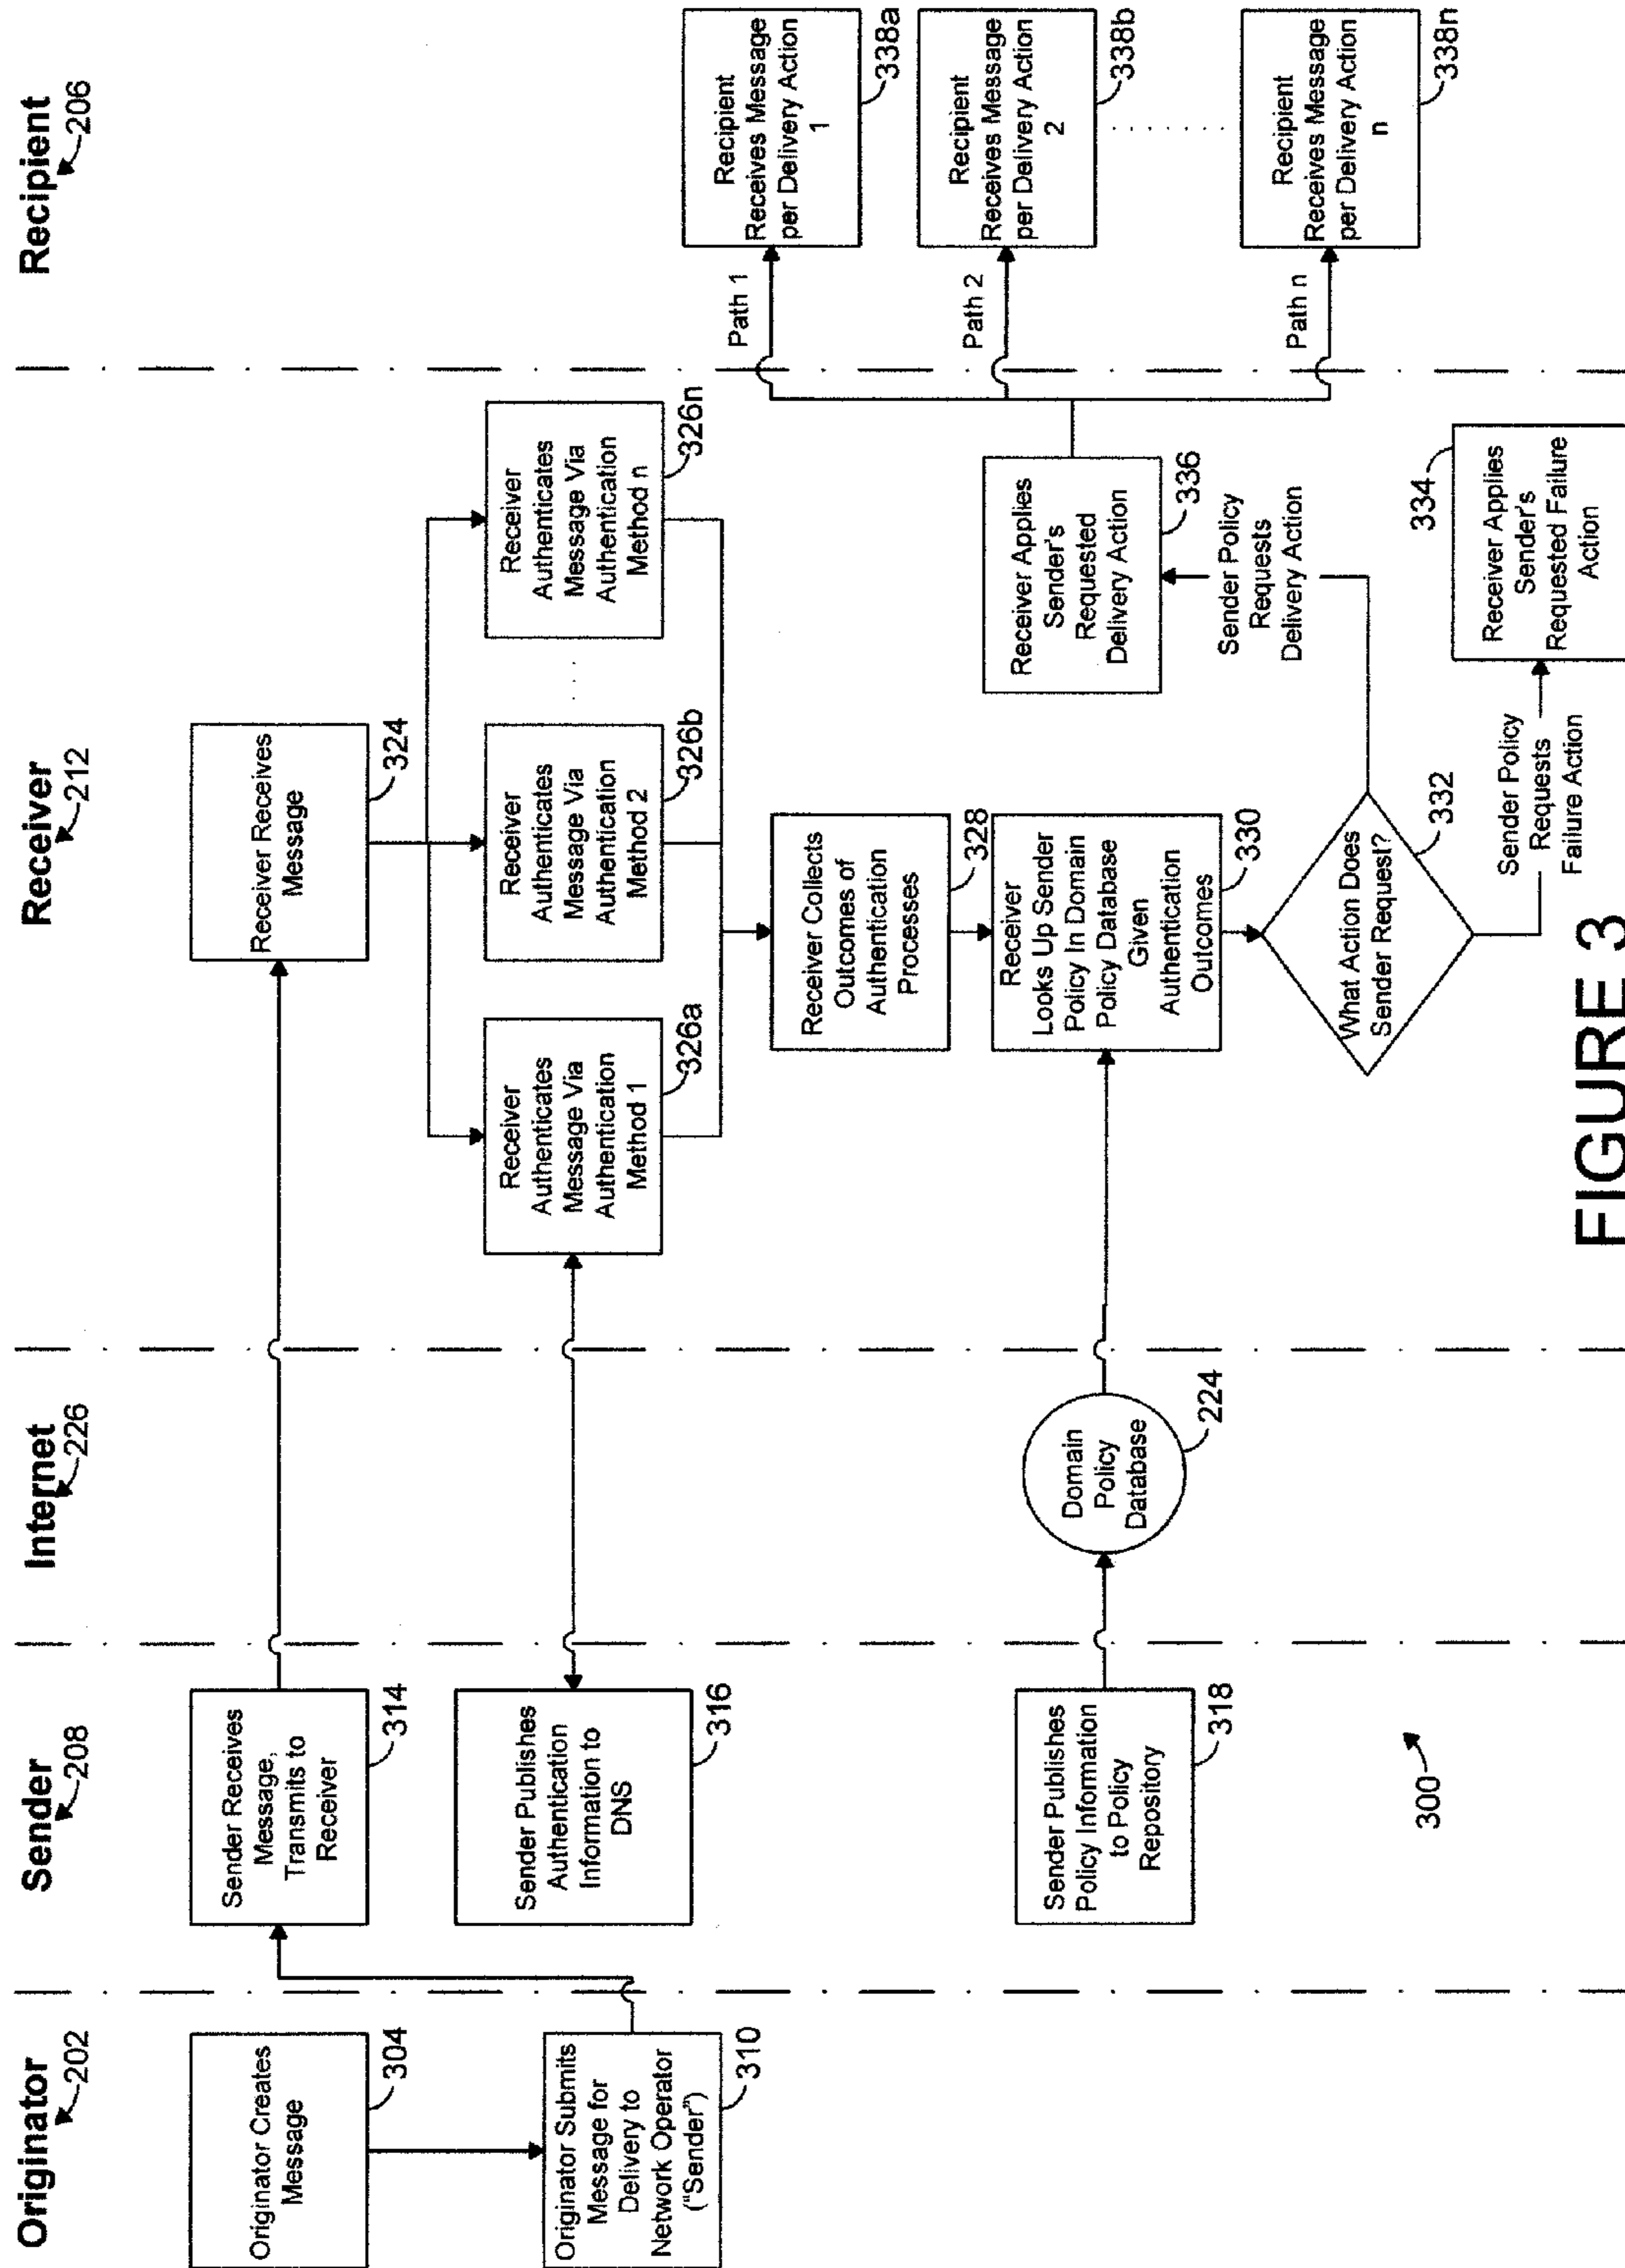 Originator
202
Originator Creates
Message
304
Originator Submits
Message for
Delivery to
Network Operator
("Sender")
310
Sender
208
Sender Receives
Message,
Transmits to
Receiver
314
Sender Publishes
Authentication
Information to
DNS
316
Sender Publishes
Policy Information
to Policy
Repository
318
300
Internet
226
Domain
Policy
Database
224
Receiver
212
Receiver Receives
Message
324
Receiver
Authenticates
Message Via
Authentication
Method 1
326a
Receiver
Authenticates
Message Via
Authentication
Method 2
326b
Receiver
Authenticates
Message Via
Authentication
Method n
326n
Receiver Collects
Outcomes of
Authentication
Processes
328
Receiver
Looks Up Sender
Policy In Domain
Policy Database
Given
Authentication
Outcomes
330
What Action Does
Sender Request?
332
Sender Policy
Requests
Failure Action
Receiver Applies
Sender's
Requested Failure
Action
334
Sender Policy
Requests
Delivery Action
Receiver Applies
Sender's
Requested
Delivery Action
336
Recipient
206
Path 1
Recipient
Receives Message
per Delivery Action
1
338a
Path 2
Recipient
Receives Message
per Delivery Action
2
338b
Path n
Recipient
Receives Message
per Delivery Action
n
338n
FIGURE 3